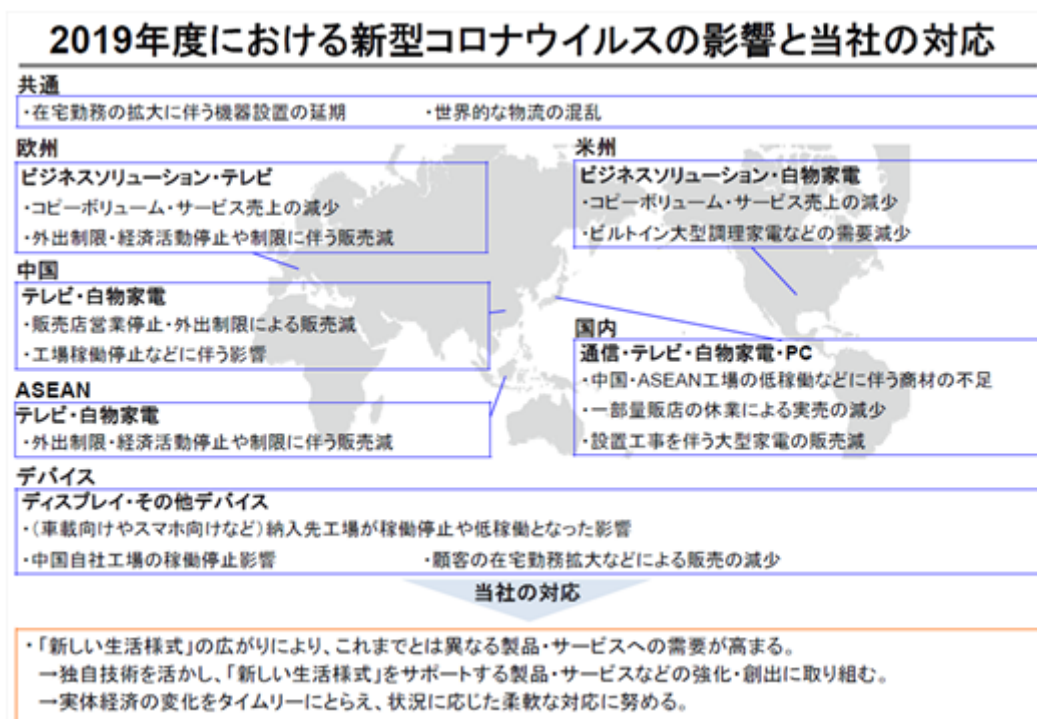 2019年度における新型コロナウイルスの影響と当社の対応
共通
・在宅勤務の拡大に伴う機器設置の延期 ・世界的な物流の混乱
欧州
ビジネスソリューション・テレビ
・コピーボリューム・サービス売上の減少
・外出制限・経済活動停止や制限に伴う販売減
米州
ビジネスソリューション・白物家電
・コピーボリューム・サービス売上の減少
・ビルトイン大型調理家電などの需要減少
中国
テレビ・白物家電
・販売店営業停止・外出制限による販売減
・工場稼働停止などに伴う影響
国内
通信・テレビ・白物家電・PC
・中国・ASEAN工場の低稼働などに伴う商材の不足
・一部量販店の休業による実売の減少
・設置工事を伴う大型家電の販売減
ASEAN
テレビ・白物家電
・外出制限・経済活動停止や制限に伴う販売減
デバイス
ディスプレイ・その他デバイス
・(車載向けやスマホ向けなど)納入先工場が稼働停止や低稼働となった影響
・中国自社工場の稼働停止影響 ・顧客の在宅勤務拡大などによる販売の減少
当社の対応
・「新しい生活様式」の広がりにより、これまでとは異なる製品・サービスへの需要が高まる。
→独自技術を活かし、「新しい生活様式」をサポートする製品・サービスなどの強化・創出に取り組む。
→実体経済の変化をタイムリーにとらえ、状況に応じた柔軟な対応に努める。